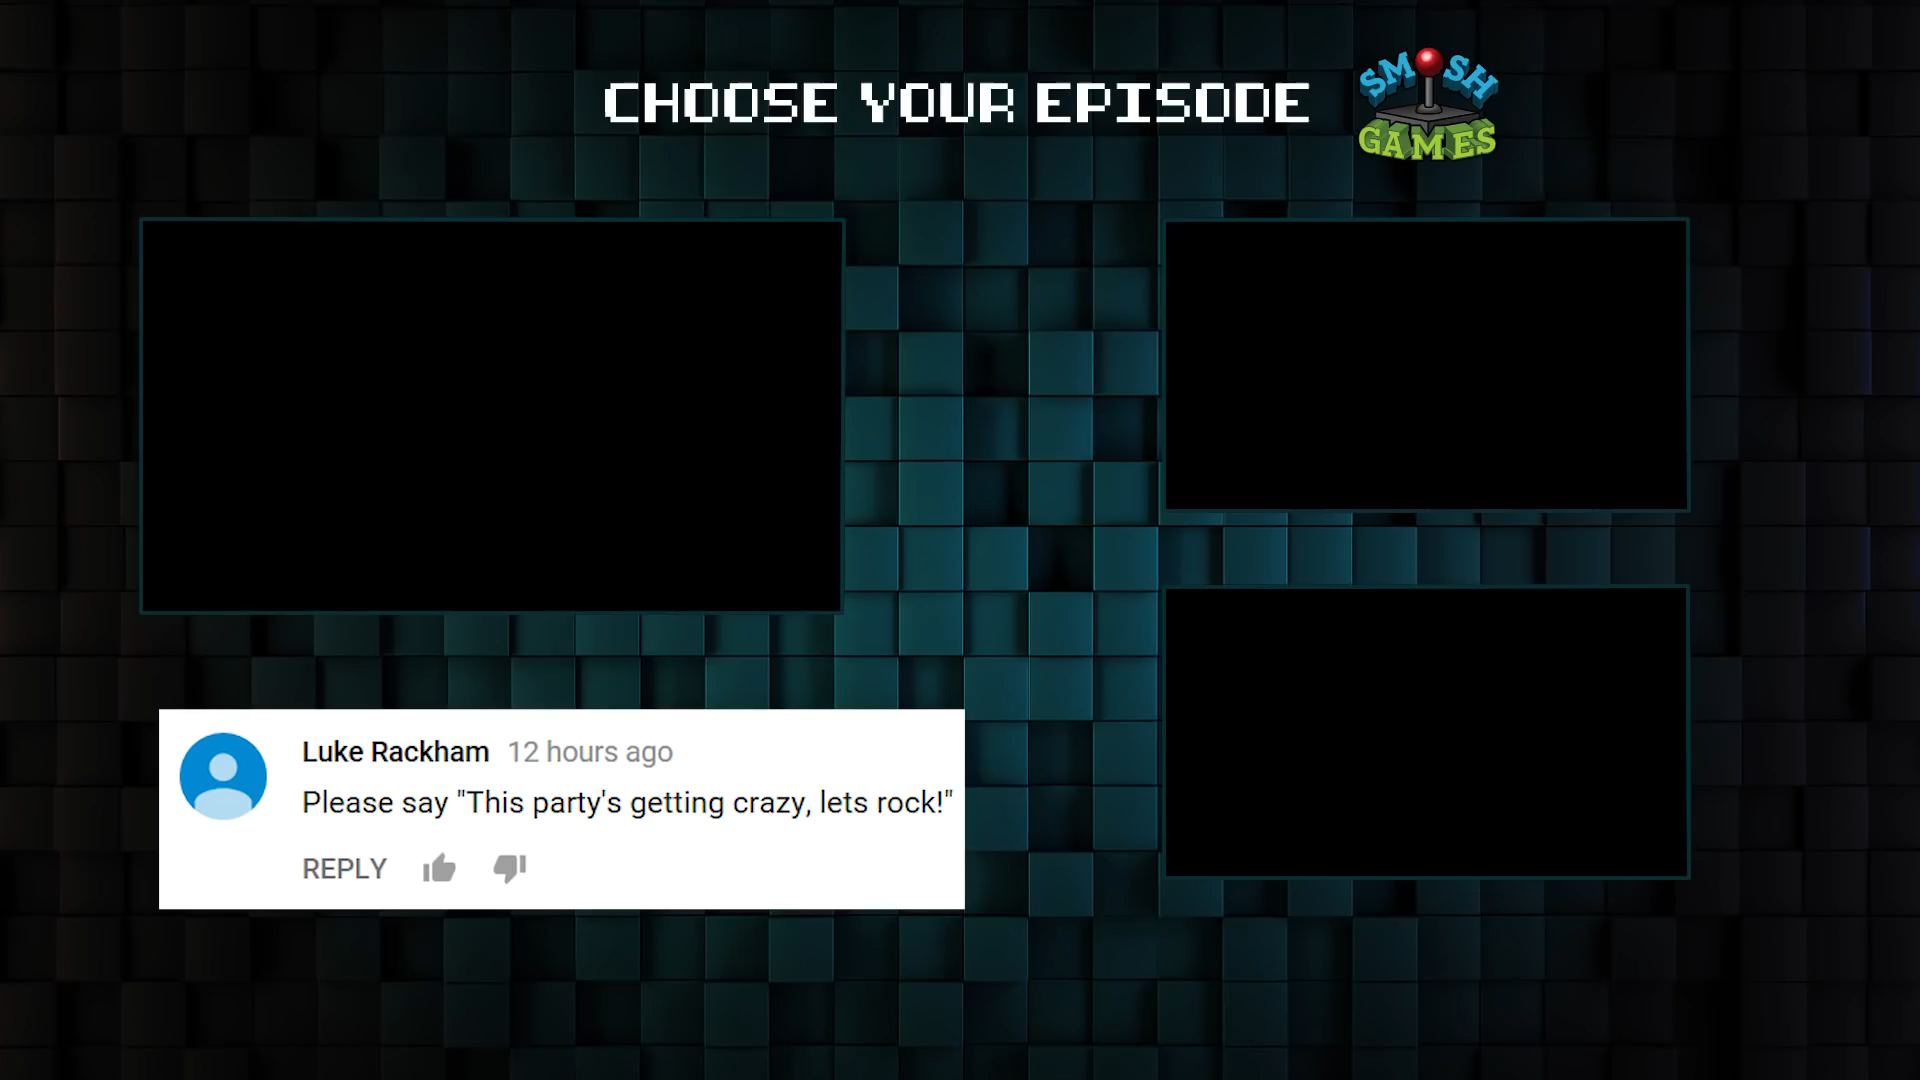 CHOOSE YOUR EPISODE
SMOSH
GAMES
Luke Rackham 12 hours ago
Please say "This party's getting crazy, lets rock!"
REPLY